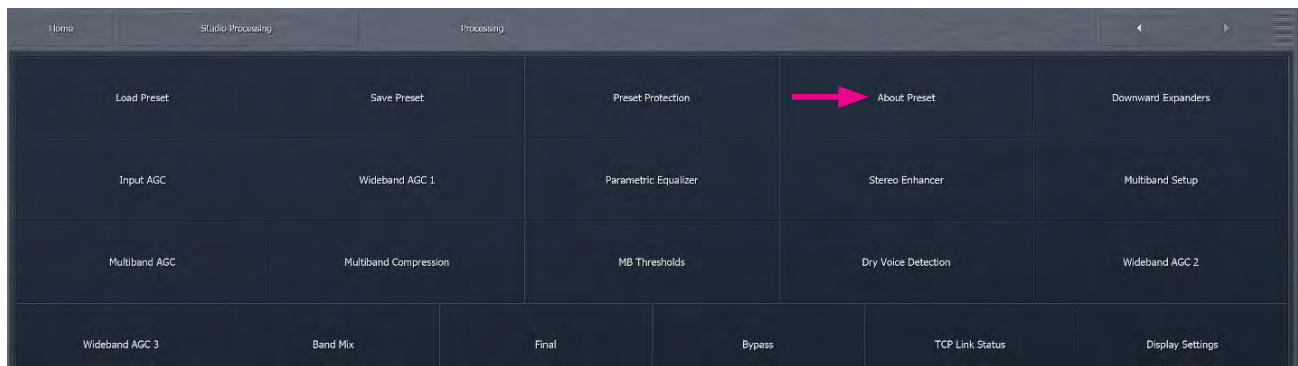 Home Studio Processing Processing
Load Preset Save Preset Preset Protection About Preset Downward Expanders
Input AGC Wideband AGC 1 Parametric Equalizer Stereo Enhancer Multiband Setup
Multiband AGC Multiband Compression MB Thresholds Dry Voice Detection Wideband AGC 2
Wideband AGC 3 Band Mix Final Bypass TCP Link Status Display Settings